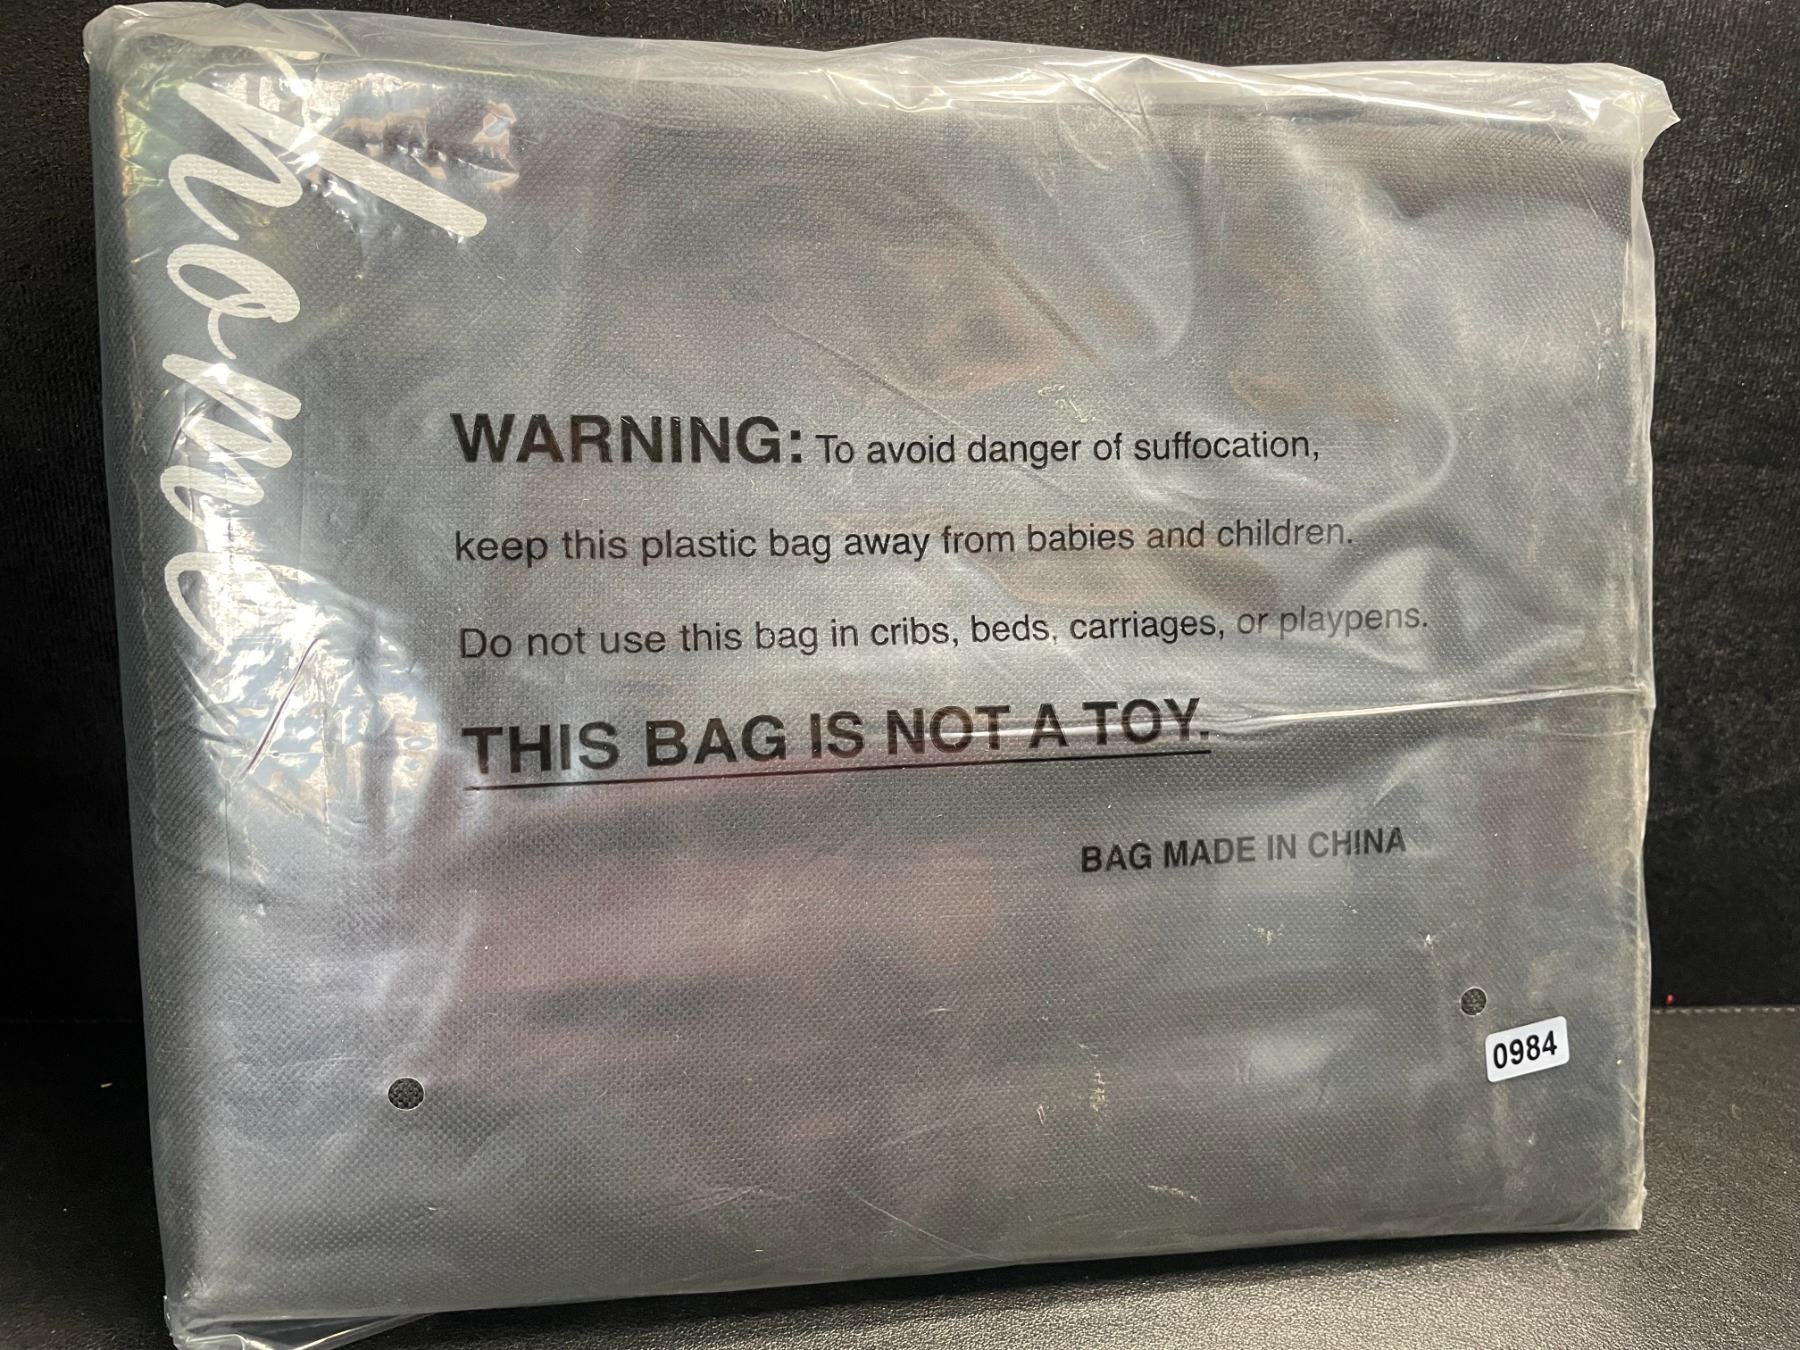 home
WARNING: To avoid danger of suffocation,
keep this plastic bag away from babies and children.
Do not use this bag in cribs, beds, carriages, or playpens.
THIS BAG IS NOT A TOY.
BAG MADE IN CHINA
0984